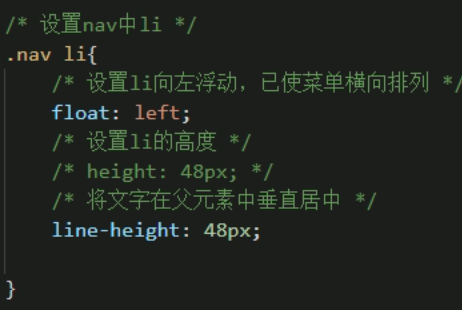 /* 设置nav中li */
.nav li{
/* 设置li向左浮动，已使菜单横向排列 */
float: left;
/* 设置li的高度 */
/* height: 48px; */
/* 将文字在父元素中垂直居中 */
line-height: 48px;
}